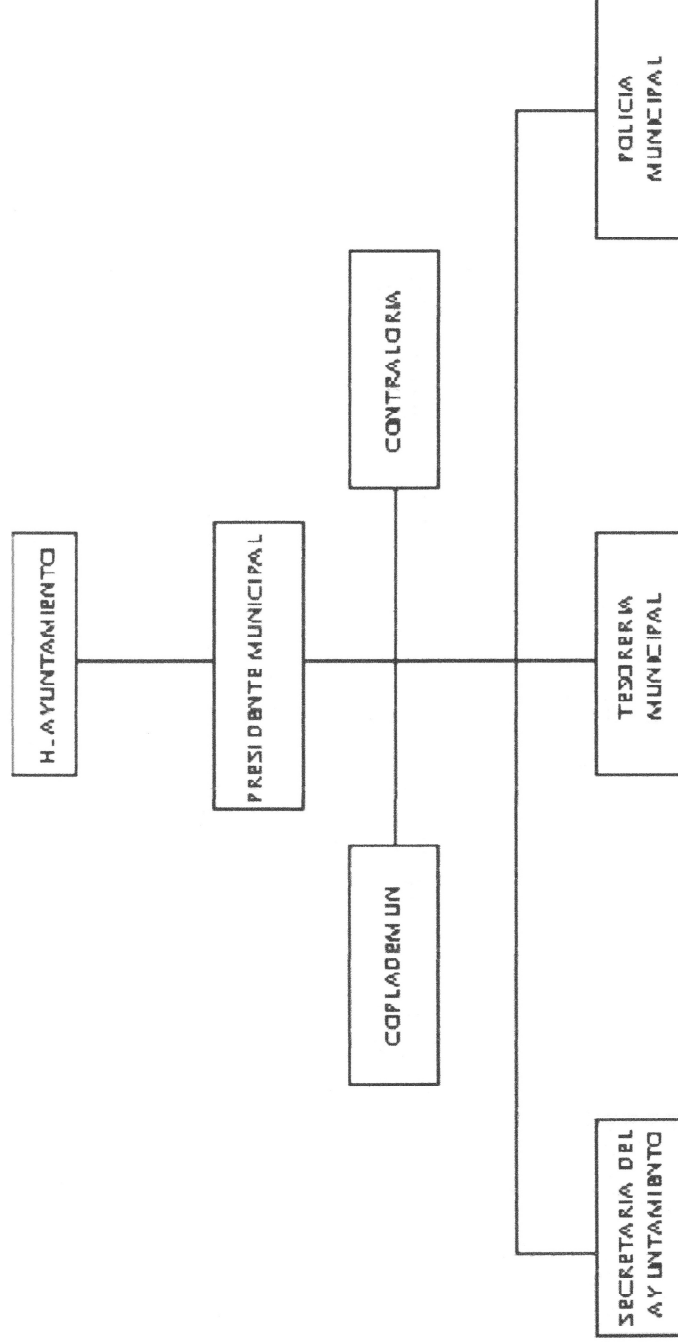 H. AYUNTAMIENTO
PRESIDENTE MUNICIPAL
COPLADEMUN
CONTRALORIA
SECRETARIA DEL
AYUNTAMIENTO
TESORERIA
MUNICIPAL
POLICIA
MUNICIPAL